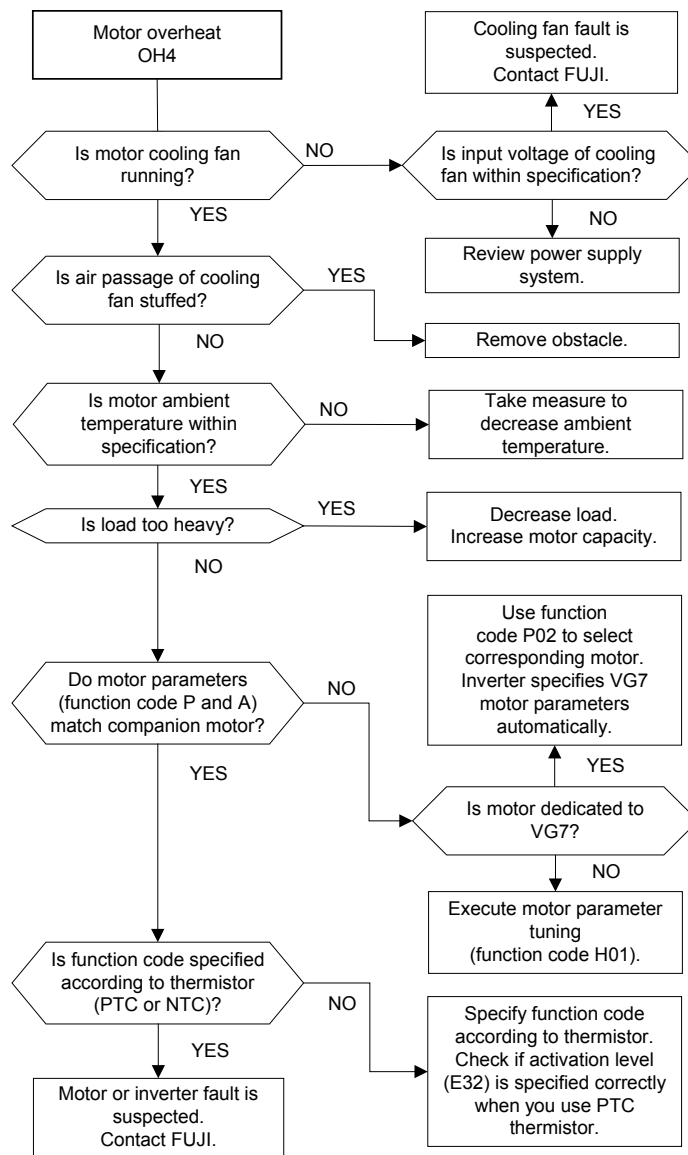 Motor overheat
OH4
Cooling fan fault is
suspected.
Contact FUJI.
YES
Is motor cooling fan
running?
NO
Is input voltage of cooling
fan within specification?
YES
NO
Review power supply
system.
Is air passage of cooling
fan stuffed?
YES
NO
Remove obstacle.
Is motor ambient
temperature within
specification?
NO
Take measure to
decrease ambient
temperature.
YES
Is load too heavy?
YES
Decrease load.
Increase motor capacity.
NO
Use function
code P02 to select
corresponding motor.
Inverter specifies VG7
motor parameters
automatically.
Do motor parameters
(function code P and A)
match companion motor?
NO
YES
YES
Is motor dedicated to
VG7?
NO
Execute motor parameter
tuning
(function code H01).
Is function code specified
according to thermistor
(PTC or NTC)?
NO
Specify function code
according to thermistor.
Check if activation level
(E32) is specified correctly
when you use PTC
thermistor.
YES
Motor or inverter fault is
suspected.
Contact FUJI.